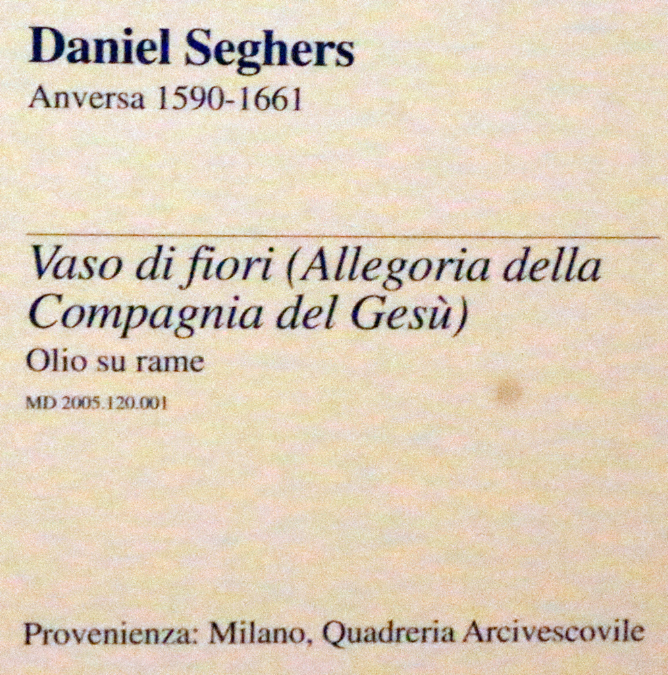 Daniel Seghers
Anversa 1590-1661
Vaso di fiori (Allegoria della
Compagnia del Gesù)
Olio su rame
MD 2005.120.001
Provenienza: Milano, Quadreria Arcivescovile